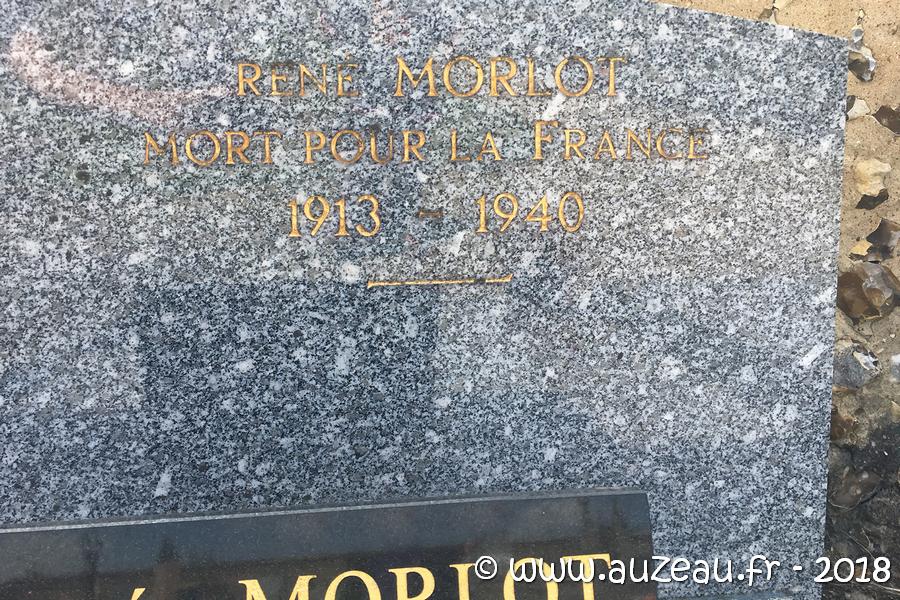 RENÉ MORLOT
MORT POUR LA FRANCE
1913 - 1940
MORLOT
© www.auzeau.fr - 2018